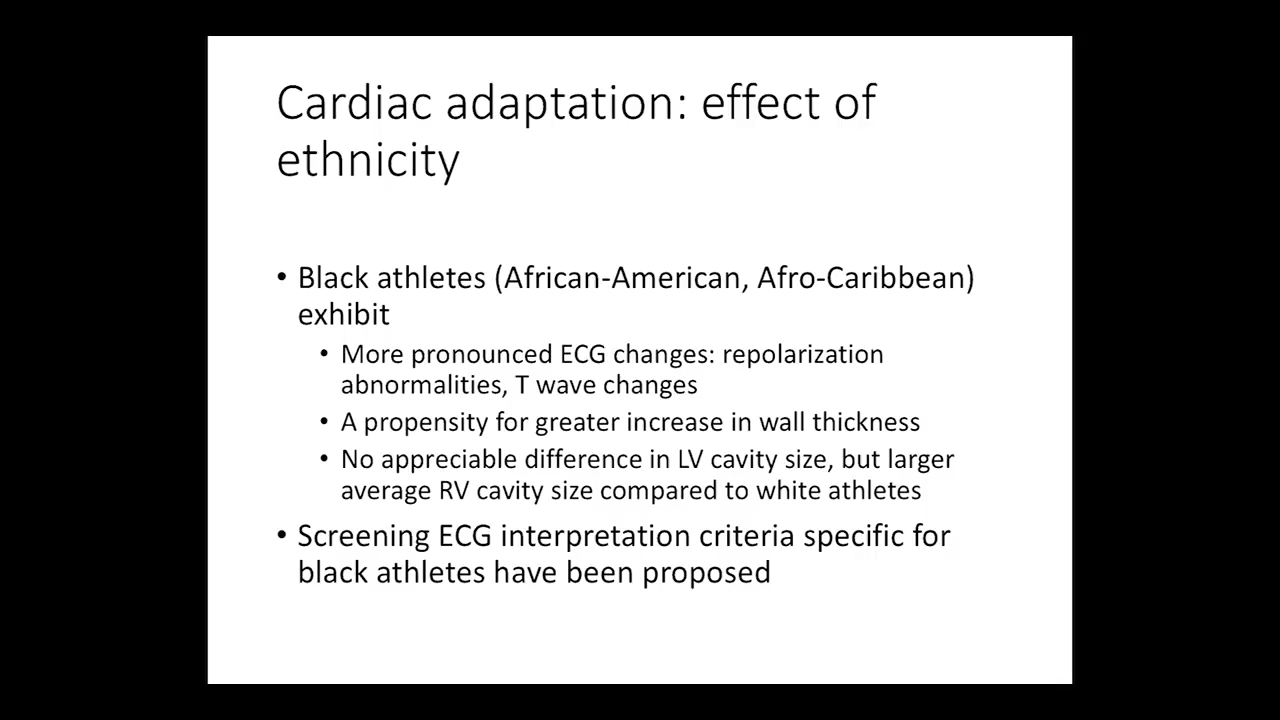 Cardiac adaptation: effect of
ethnicity
• Black athletes (African-American, Afro-Caribbean)
exhibit
• More pronounced ECG changes: repolarization
abnormalities, T wave changes
• A propensity for greater increase in wall thickness
• No appreciable difference in LV cavity size, but larger
average RV cavity size compared to white athletes
• Screening ECG interpretation criteria specific for
black athletes have been proposed